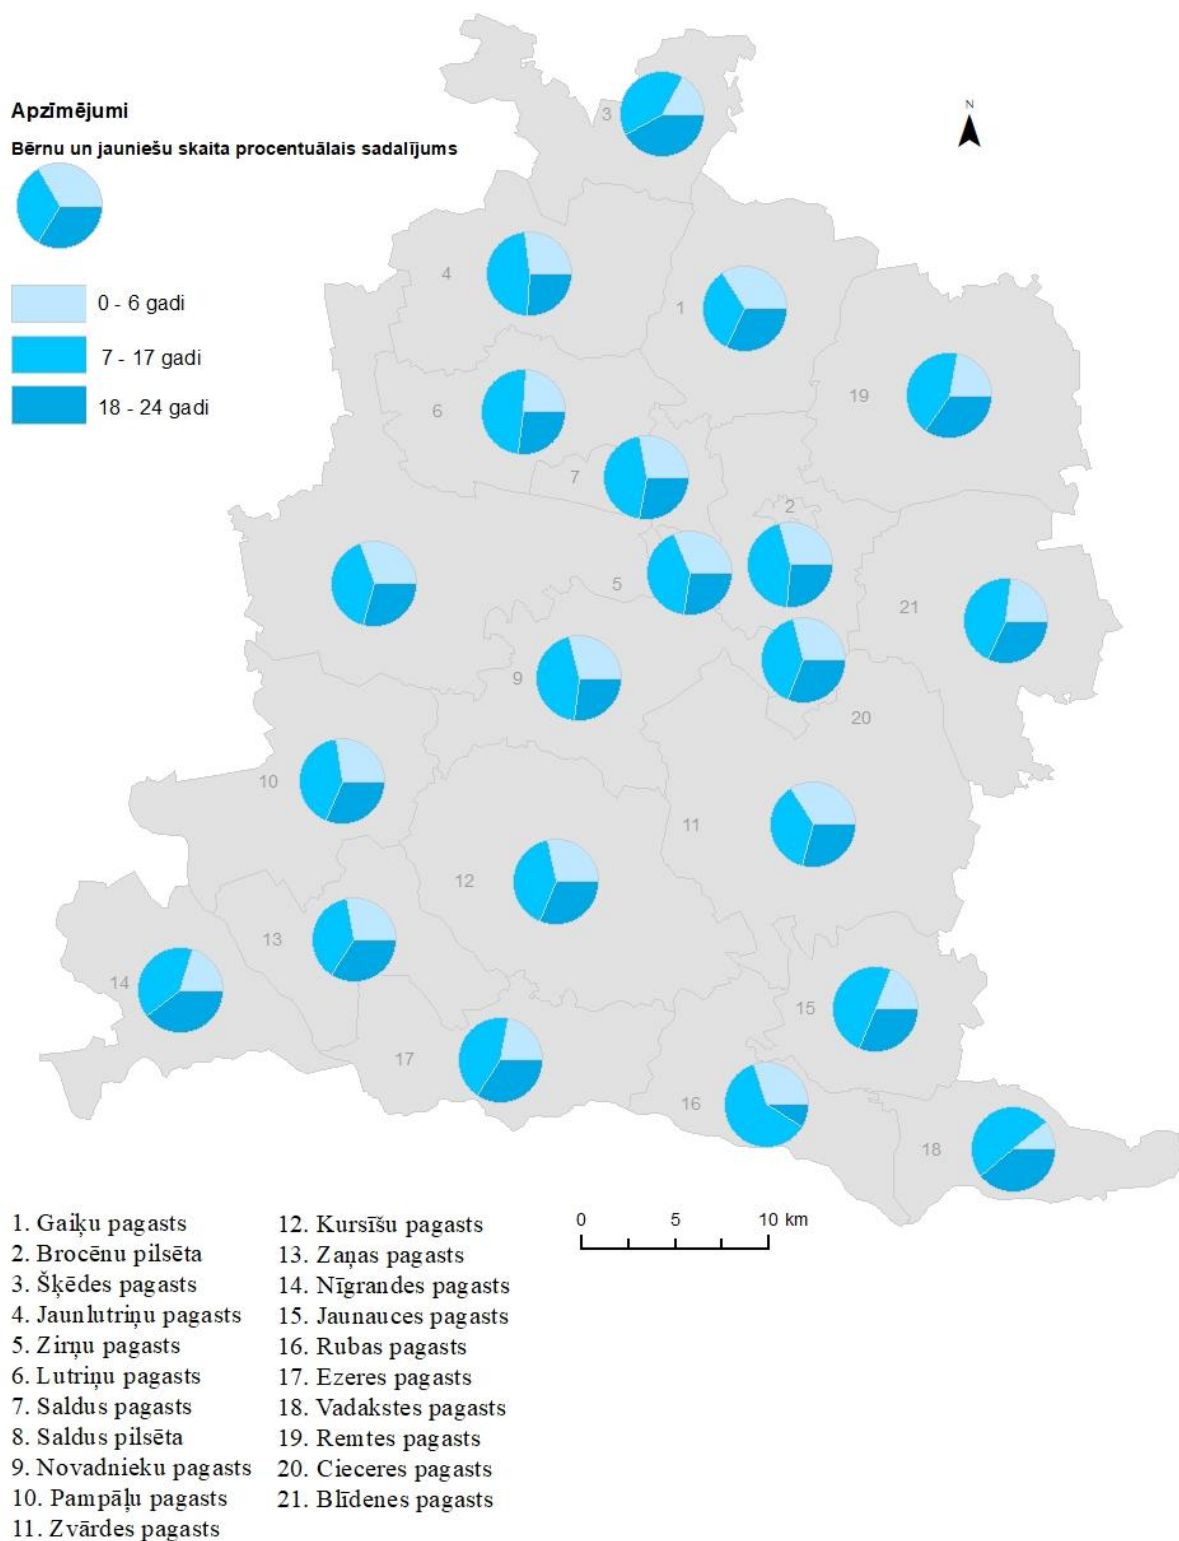 Apzīmējumi
Bērnu un jauniešu skaita procentuālais sadalījums
0 - 6 gadi
7 - 17 gadi
18 - 24 gadi
N
3
4
1
19
6
7
2
5
21
9
20
10
11
12
13
14
15
17
16
18
0 5 10 km
1. Gaiķu pagasts
2. Brocēnu pilsēta
3. Šķēdes pagasts
4. Jaunlutriņu pagasts
5. Zirņu pagasts
6. Lutriņu pagasts
7. Saldus pagasts
8. Saldus pilsēta
9. Novadnieku pagasts
10. Pampāļu pagasts
11. Zvārdes pagasts
12. Kursīšu pagasts
13. Zaņas pagasts
14. Nīgrandes pagasts
15. Jaunauces pagasts
16. Rubas pagasts
17. Ezeres pagasts
18. Vadakstes pagasts
19. Remtes pagasts
20. Cieceres pagasts
21. Blīdenes pagasts